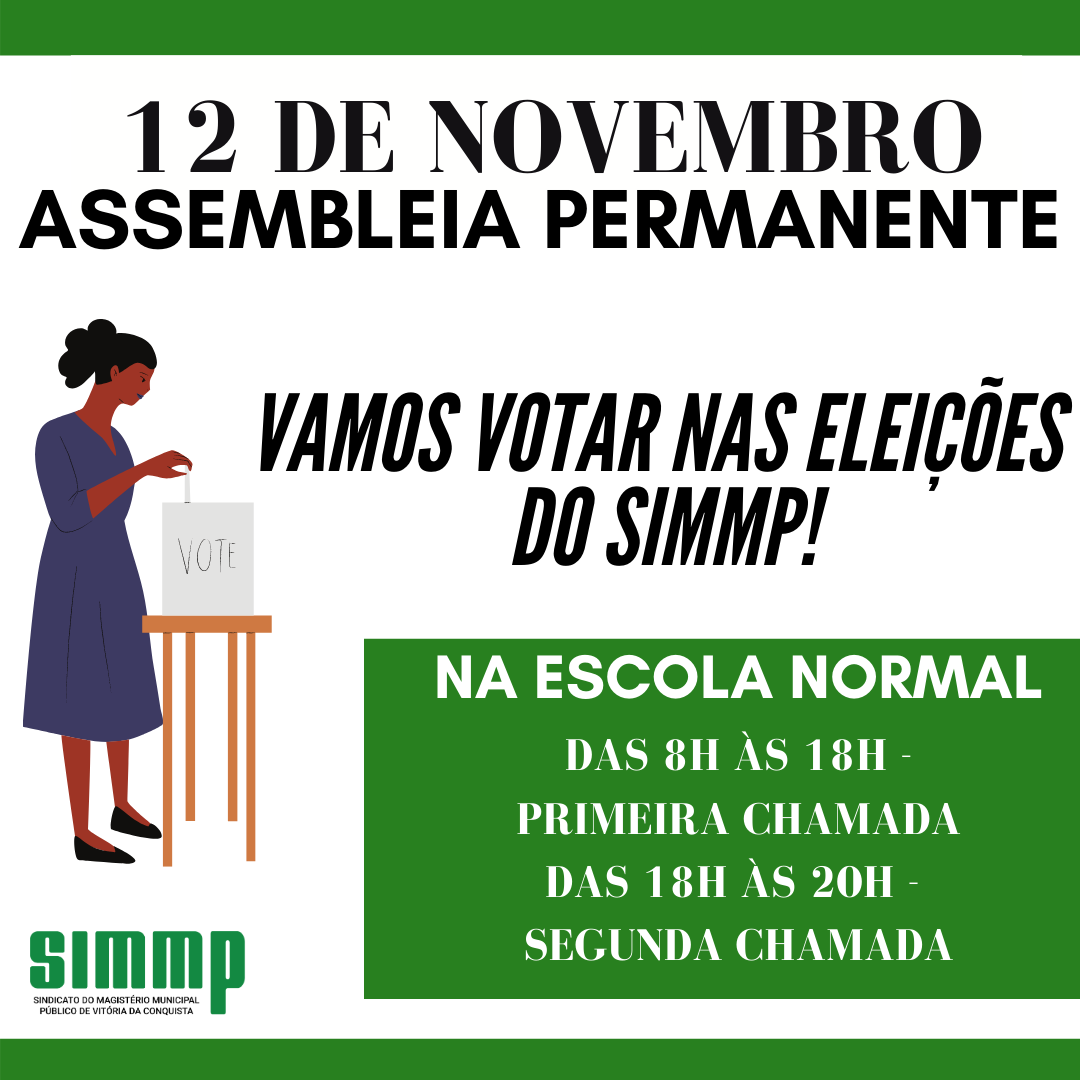 12 DE NOVEMBRO
ASSEMBLEIA PERMANENTE
VAMOS VOTAR NAS ELEIÇÕES
DO SIMMP!
VOTE
NA ESCOLA NORMAL
DAS 8H ÀS 18H -
PRIMEIRA CHAMADA
DAS 18H ÀS 20H -
SEGUNDA CHAMADA
SIMMP
SINDICATO DO MAGISTÉRIO MUNICIPAL
PÚBLICO DE VITÓRIA DA CONQUISTA